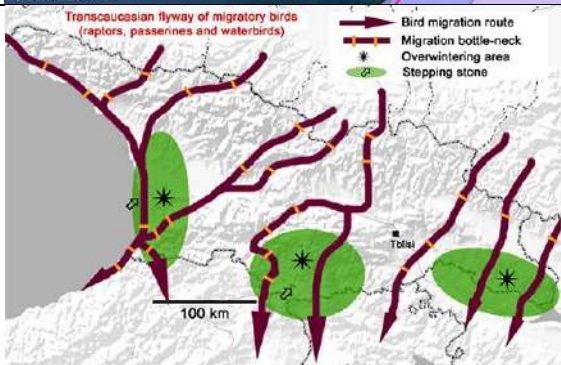 Transcaucasian flyway of migratory birds
(raptors, passerines and waterbirds)
Bird migration route
Migration bottle-neck
Overwintering area
Stepping stone
Tbilisi
100 km